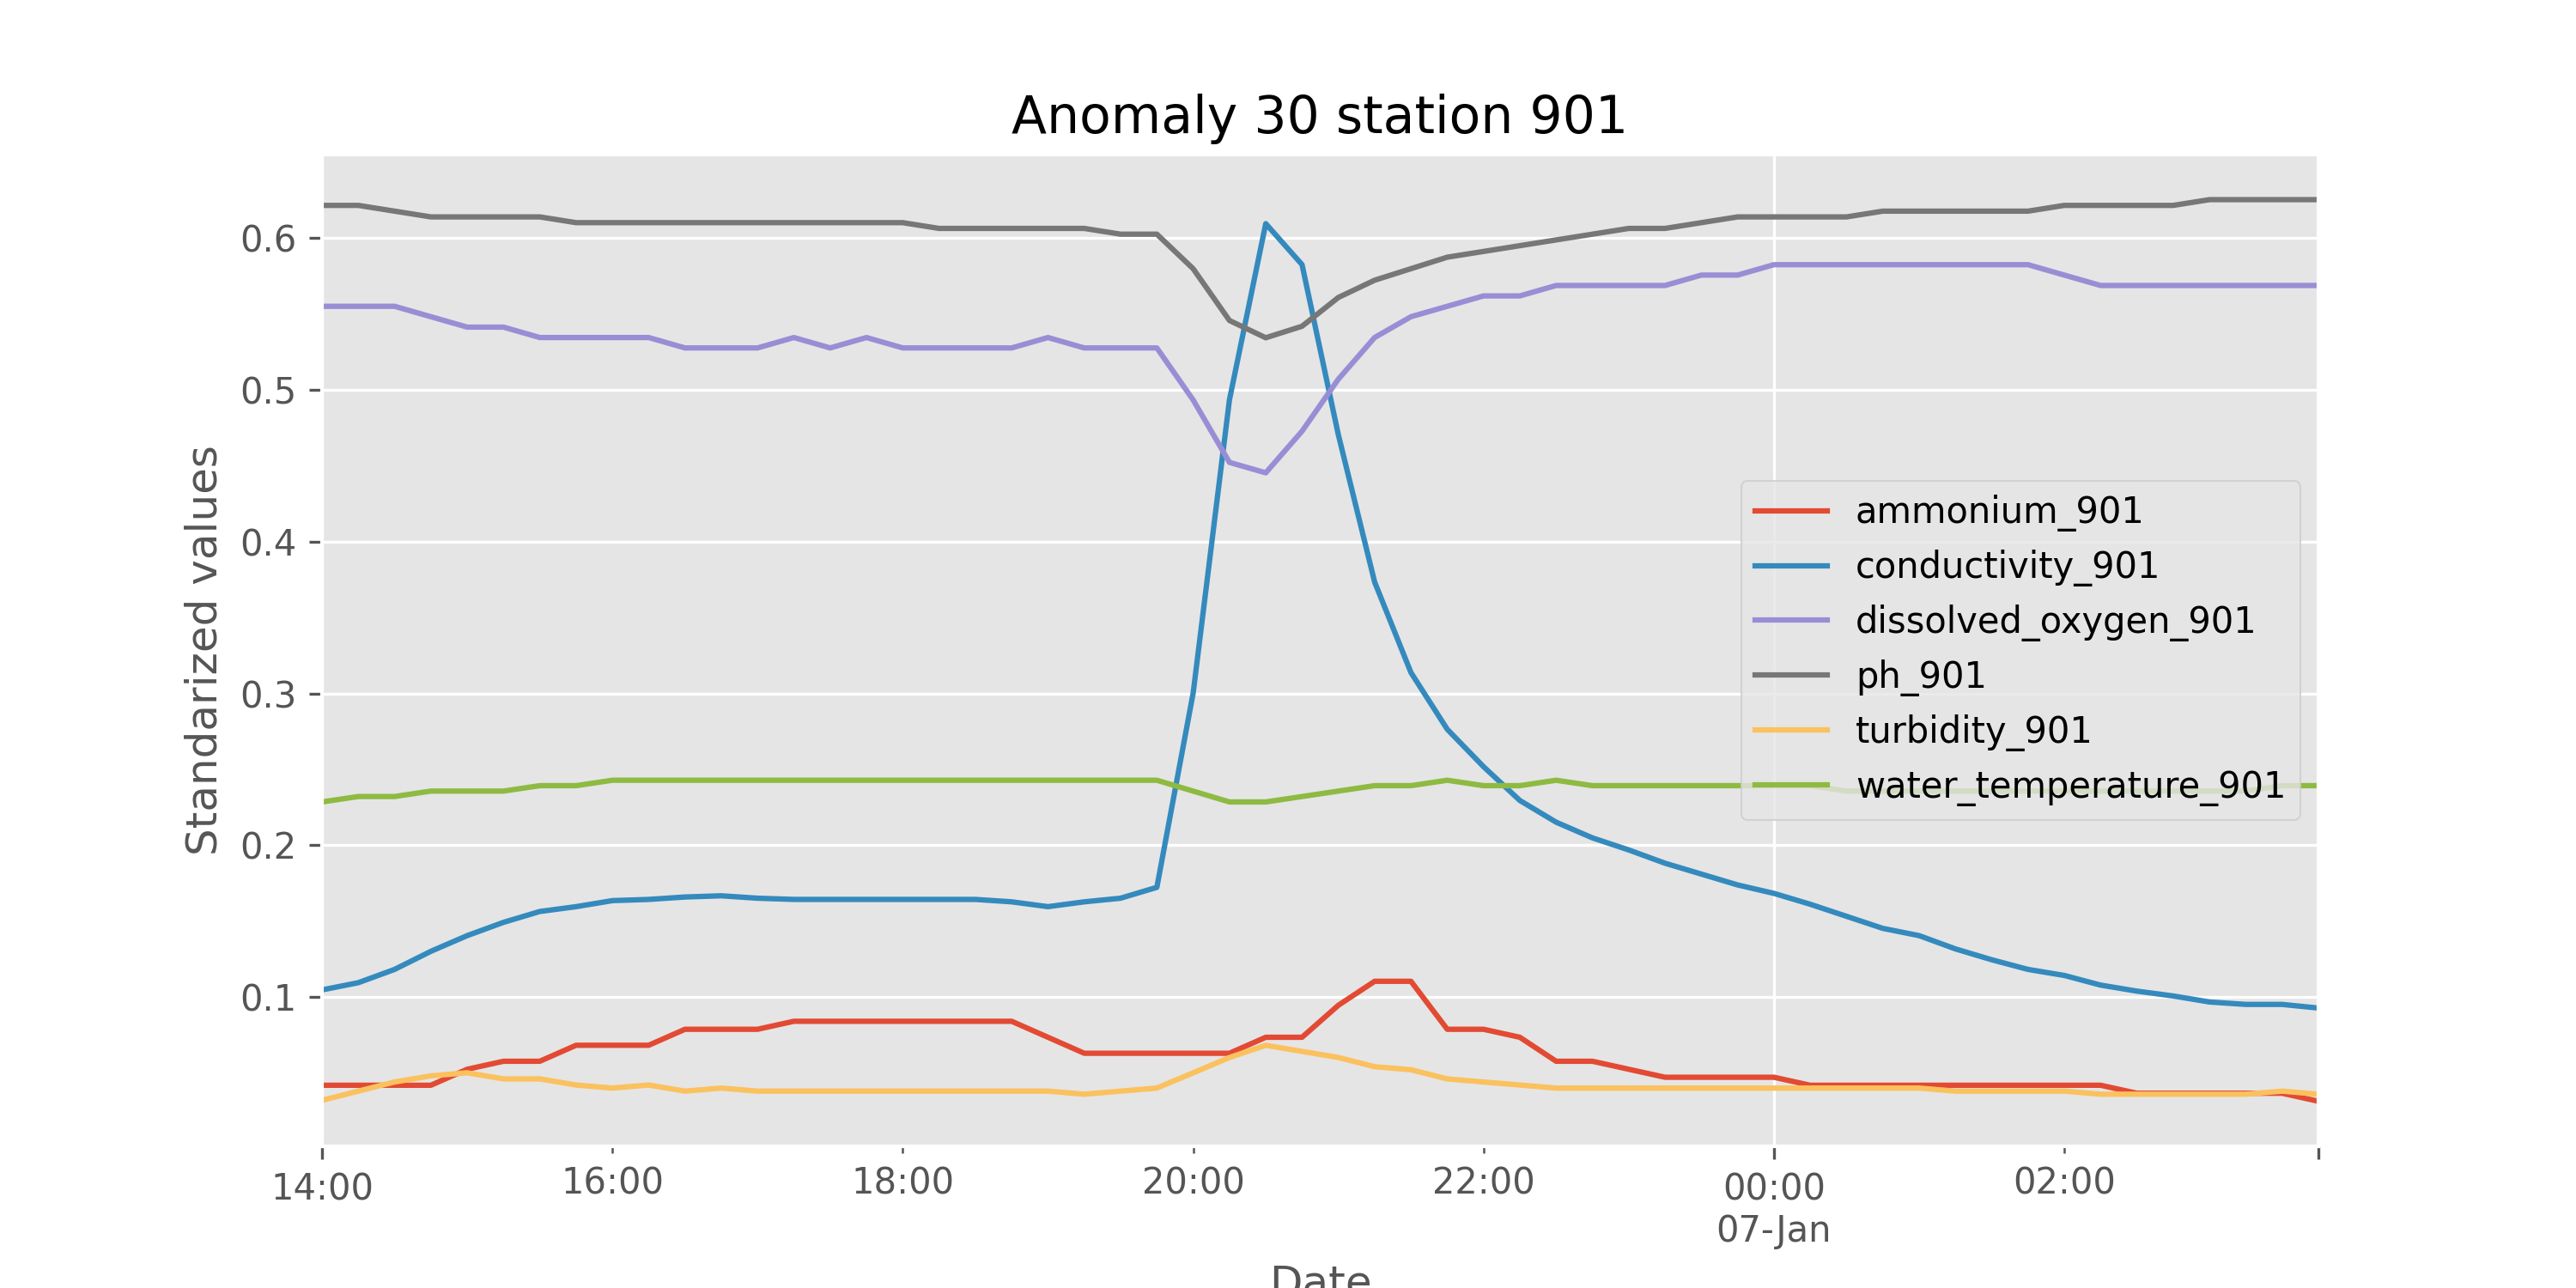 Anomaly 30 station 901
Standarized values
0.6
0.5
0.4
0.3
0.2
0.1
ammonium_901
conductivity_901
dissolved_oxygen_901
ph_901
turbidity_901
water_temperature_901
14:00
16:00
18:00
20:00
22:00
00:00
02:00
07-Jan
Date